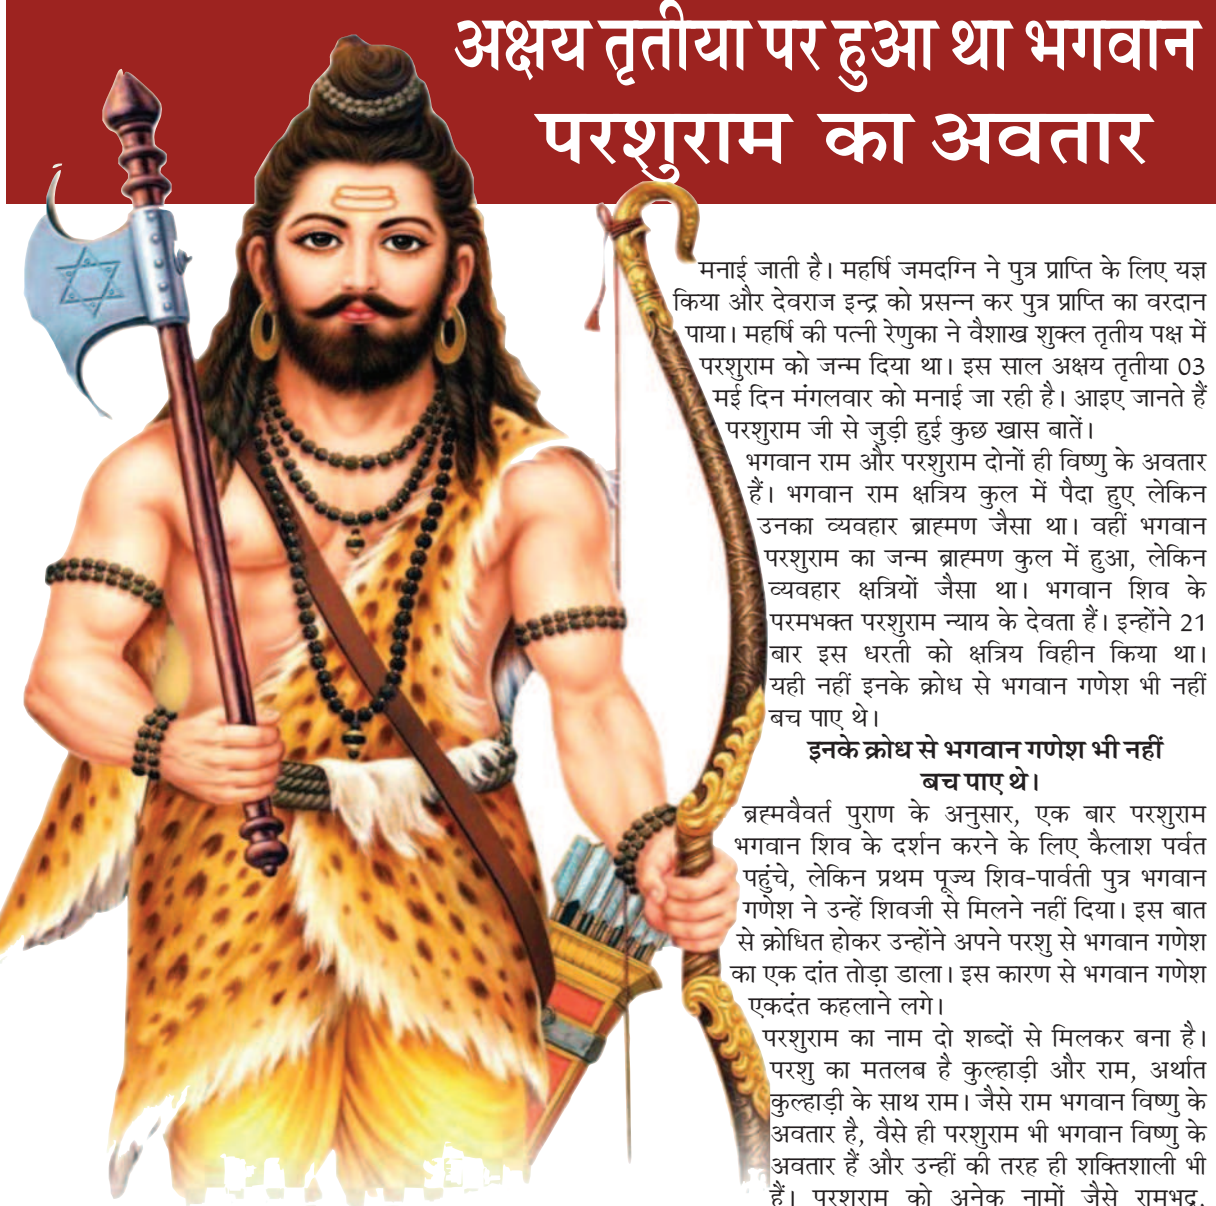 अक्षय तृतीया पर हुआ था भगवान
परशुराम का अवतार
मनाई जाती है। महर्षि जमदग्नि ने पुत्र प्राप्ति के लिए यज्ञ
किया और देवराज इन्द्र को प्रसन्न कर पुत्र प्राप्ति का वरदान
पाया। महर्षि की पत्नी रेणुका ने वैशाख शुक्ल तृतीय पक्ष में
परशुराम को जन्म दिया था। इस साल अक्षय तृतीया 03
मई दिन मंगलवार को मनाई जा रही है। आइए जानते हैं
परशुराम जी से जुड़ी हुई कुछ खास बातें।
भगवान राम और परशुराम दोनों ही विष्णु के अवतार
हैं। भगवान राम क्षत्रिय कुल में पैदा हुए लेकिन
उनका व्यवहार ब्राह्मण जैसा था। वहीं भगवान
परशुराम का जन्म ब्राह्मण कुल में हुआ, लेकिन
व्यवहार क्षत्रियों जैसा था। भगवान शिव के
परमभक्त परशुराम न्याय के देवता हैं। इन्होंने 21
बार इस धरती को क्षत्रिय विहीन किया था।
यही नहीं इनके क्रोध से भगवान गणेश भी नहीं
बच पाए थे।
इनके क्रोध से भगवान गणेश भी नहीं
बच पाए थे।
ब्रह्मवैवर्त पुराण के अनुसार, एक बार परशुराम
भगवान शिव के दर्शन करने के लिए कैलाश पर्वत
पहुंचे, लेकिन प्रथम पूज्य शिव-पार्वती पुत्र भगवान
गणेश ने उन्हें शिवजी से मिलने नहीं दिया। इस बात
से क्रोधित होकर उन्होंने अपने परशु से भगवान गणेश
का एक दांत तोड़ा डाला। इस कारण से भगवान गणेश
एकदंत कहलाने लगे।
परशुराम का नाम दो शब्दों से मिलकर बना है।
परशु का मतलब है कुल्हाड़ी और राम, अर्थात
कुल्हाड़ी के साथ राम। जैसे राम भगवान विष्णु के
अवतार है, वैसे ही परशुराम भी भगवान विष्णु के
अवतार हैं और उन्हीं की तरह ही शक्तिशाली भी
हैं। परशुराम को अनेक नामों जैसे रामभद्र,